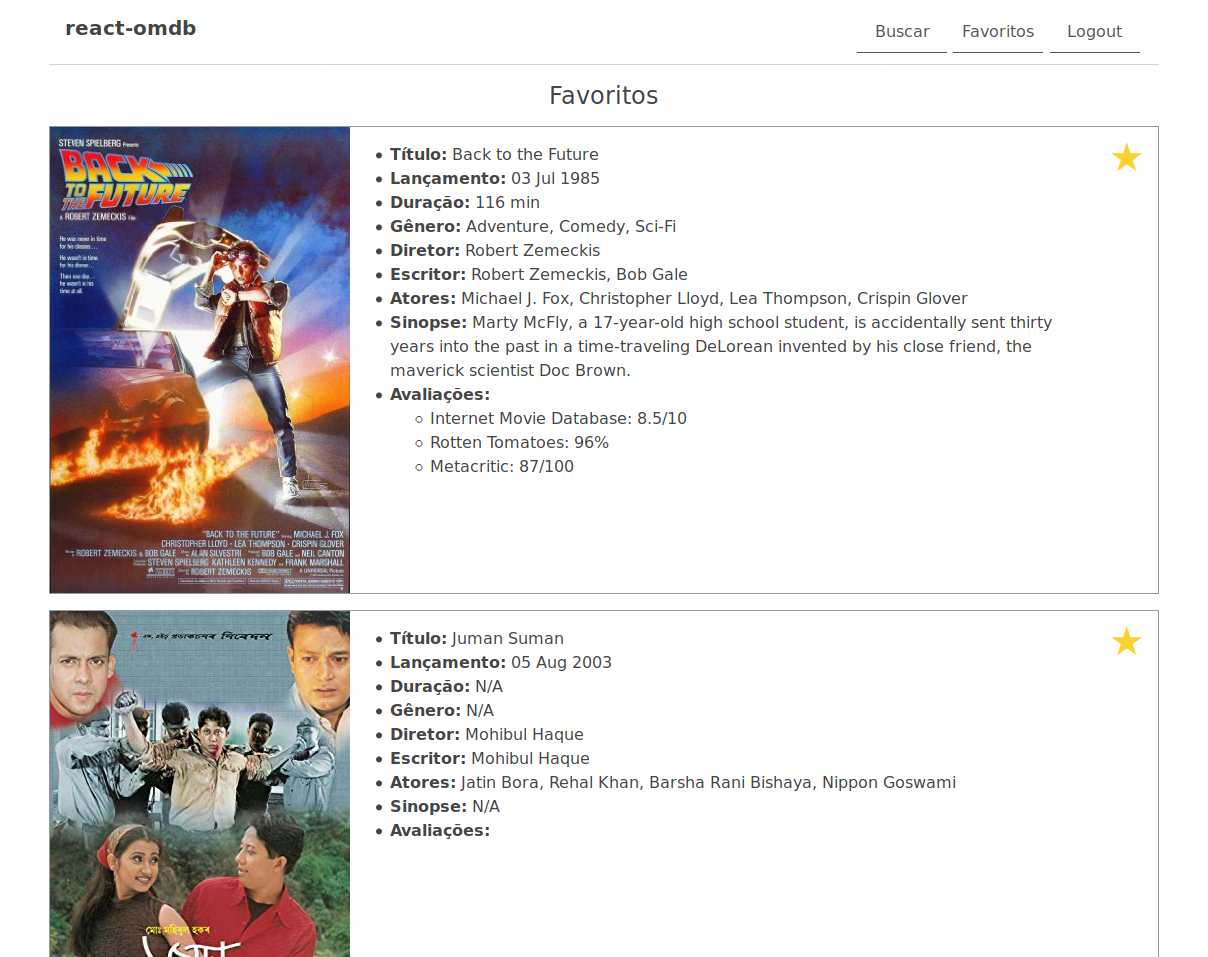 react-omdb
Buscar Favoritos Logout
Favoritos
STEVEN SPIELBERG Presents
BACK
TO THE FUTURE
A ROBERT ZEMECKIS Film
He was never in time
for his classes...
He wasn't in time
for his dinner...
Then one day...
he wasn't in his
time at all.
"BACK TO THE FUTURE" Starring MICHAEL J. FOX
CHRISTOPHER LLOYD · LEA THOMPSON · CRISPIN GLOVER
ROBERT ZEMECKIS & BOB GALE ALAN SILVESTRI BOB GALE and NEIL CANTON
STEVEN SPIELBERG KATHLEEN KENNEDY and FRANK MARSHALL
ROBERT ZEMECKIS A UNIVERSAL Picture
PG
• Título: Back to the Future
• Lançamento: 03 Jul 1985
• Duração: 116 min
• Gênero: Adventure, Comedy, Sci-Fi
• Diretor: Robert Zemeckis
• Escritor: Robert Zemeckis, Bob Gale
• Atores: Michael J. Fox, Christopher Lloyd, Lea Thompson, Crispin Glover
• Sinopse: Marty McFly, a 17-year-old high school student, is accidentally sent thirty
years into the past in a time-traveling DeLorean invented by his close friend, the
maverick scientist Doc Brown.
• Avaliações:
◦ Internet Movie Database: 8.5/10
◦ Rotten Tomatoes: 96%
◦ Metacritic: 87/100
মোঃ মহিবুল হকৰ
• Título: Juman Suman
• Lançamento: 05 Aug 2003
• Duração: N/A
• Gênero: N/A
• Diretor: Mohibul Haque
• Escritor: Mohibul Haque
• Atores: Jatin Bora, Rehal Khan, Barsha Rani Bishaya, Nippon Goswami
• Sinopse: N/A
• Avaliações: